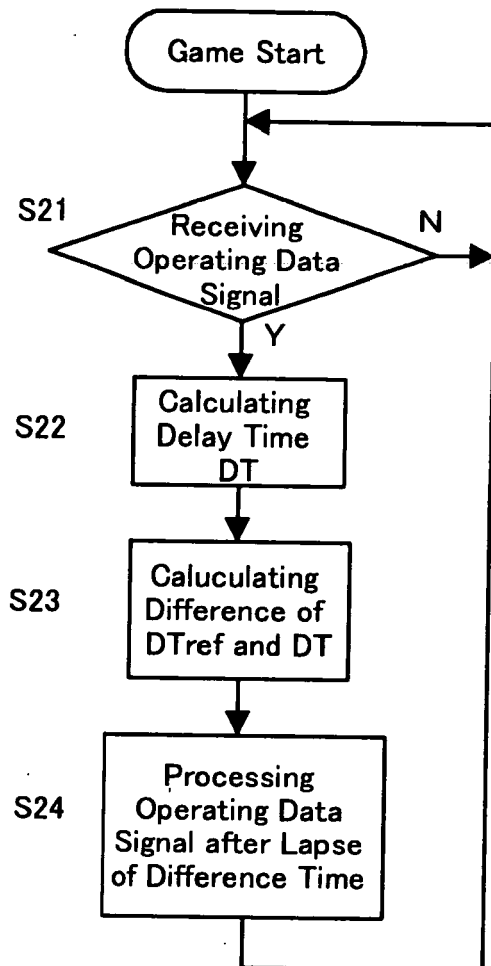 Game Start
S21
Receiving
Operating Data
Signal
N
Y
S22
Calculating
Delay Time
DT
S23
Caluculating
Difference of
DTref and DT
S24
Processing
Operating Data
Signal after Lapse
of Difference Time